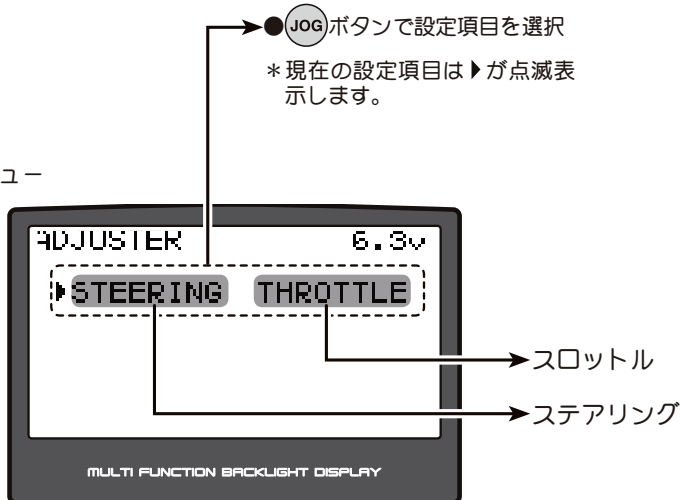 ●JOGボタンで設定項目を選択
＊現在の設定項目は▶が点滅表
示します。
ュー
ADJUSTER 6.3v
▶STEERING THROTTLE
スロットル
ステアリング
MULTI FUNCTION BACKLIGHT DISPLAY